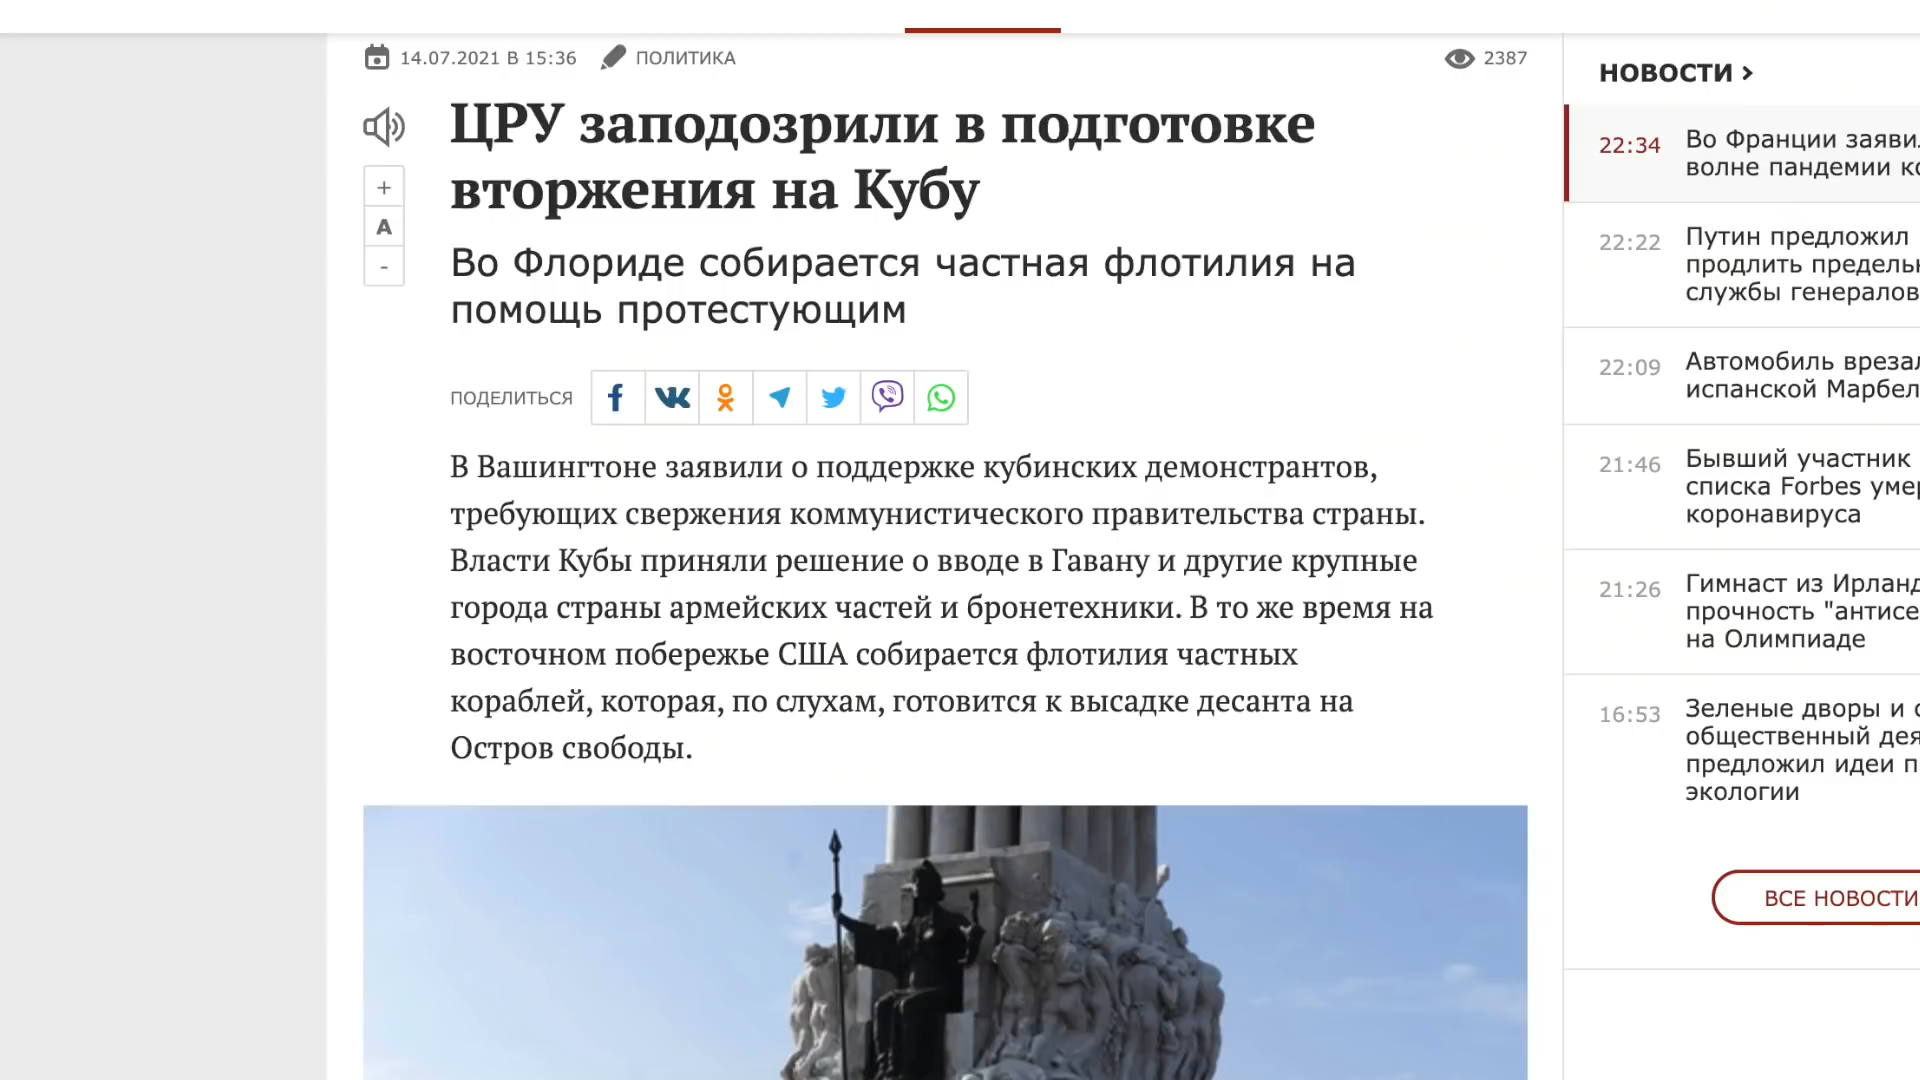 14.07.2021 В 15:36 ПОЛИТИКА 2387
ЦРУ заподозрили в подготовке
вторжения на Кубу
Во Флориде собирается частная флотилия на
помощь протестующим
+
A
-
ПОДЕЛИТЬСЯ
В Вашингтоне заявили о поддержке кубинских демонстрантов,
требующих свержения коммунистического правительства страны.
Власти Кубы приняли решение о вводе в Гавану и другие крупные
города страны армейских частей и бронетехники. В то же время на
восточном побережье США собирается флотилия частных
кораблей, которая, по слухам, готовится к высадке десанта на
Остров свободы.
НОВОСТИ >
22:34 Во Франции
волне пандемии
22:22 Путин предложил
продлить
службы генералов
22:09 Автомобиль
испанской
21:46 Бывший участник
списка Forbes
коронавируса
21:26 Гимнаст из
прочность
на Олимпиаде
16:53 Зеленые дворы и
общественный
предложил идеи
экологии
ВСЕ НОВОСТИ